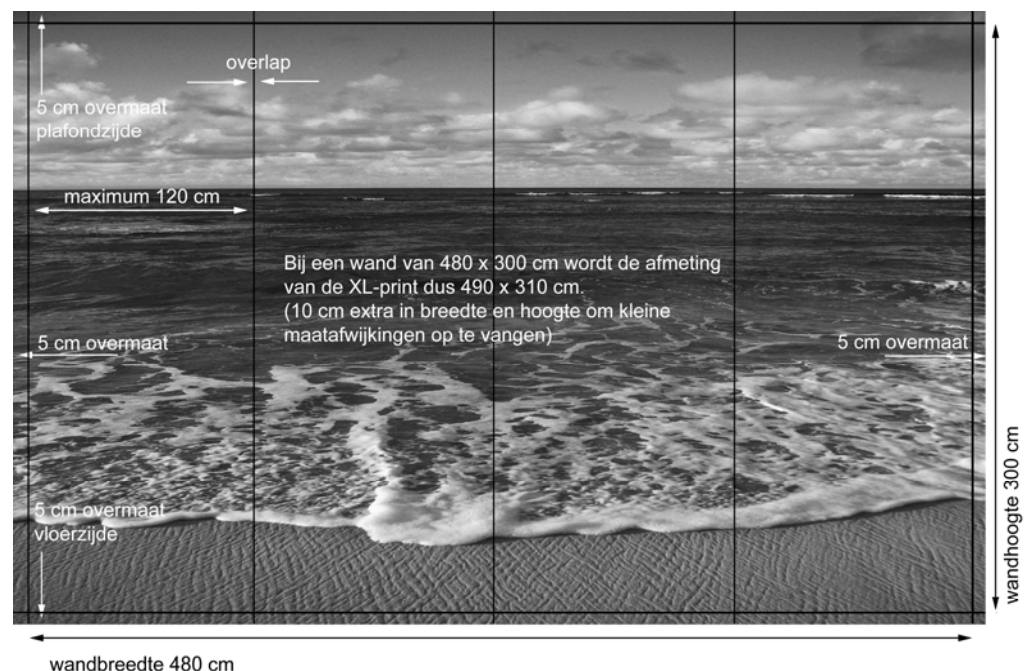 overlap
5 cm overmaat
plafondzijde
maximum 120 cm
Bij een wand van 480 x 300 cm wordt de afmeting
van de XL-print dus 490 x 310 cm.
(10 cm extra in breedte en hoogte om kleine
maatafwijkingen op te vangen)
5 cm overmaat
5 cm overmaat
5 cm overmaat
vloerzijde
wandhoogte 300 cm
wandbreedte 480 cm